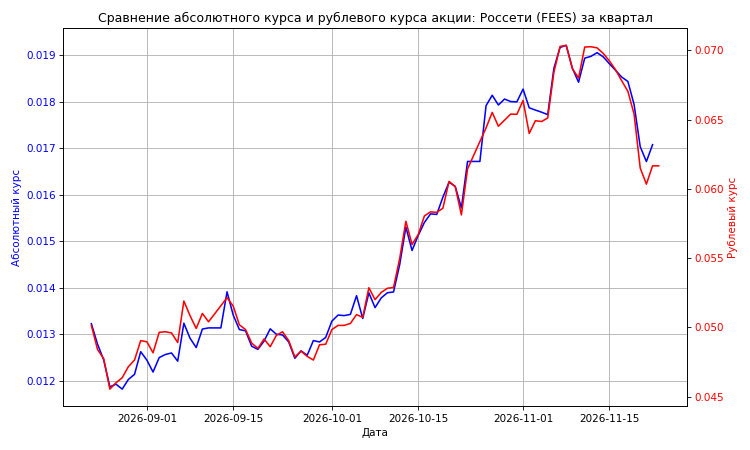 Сравнение абсолютного курса и рублевого курса акции: Россети (FEES) за квартал
0.019
0.018
0.017
0.016
0.015
0.014
0.013
0.012
Абсолютный курс
0.070
0.065
0.060
0.055
0.050
0.045
Рублевый курс
2026-09-01 2026-09-15 2026-10-01 2026-10-15 2026-11-01 2026-11-15
Дата